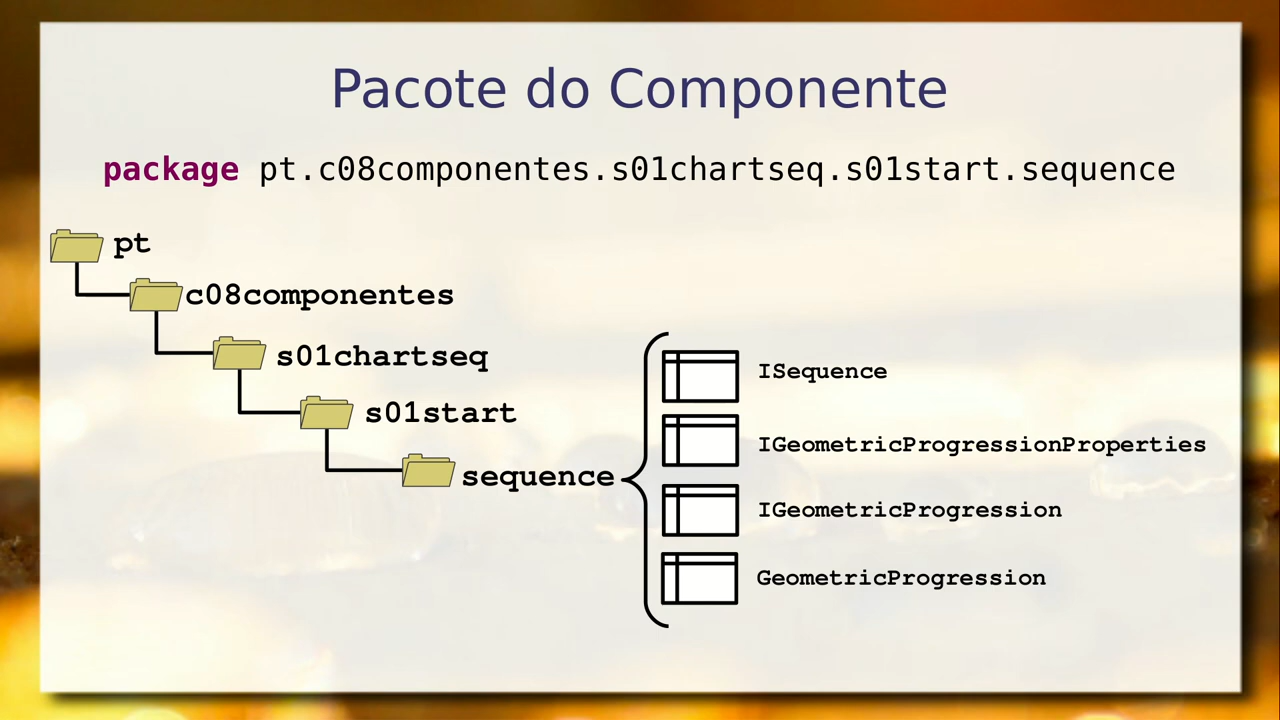 Pacote do Componente
package pt.c08componentes.s01chartseq.s01start.sequence
pt
c08componentes
s01chartseq
s01start
sequence
ISequence
IGeometricProgressionProperties
IGeometricProgression
GeometricProgression